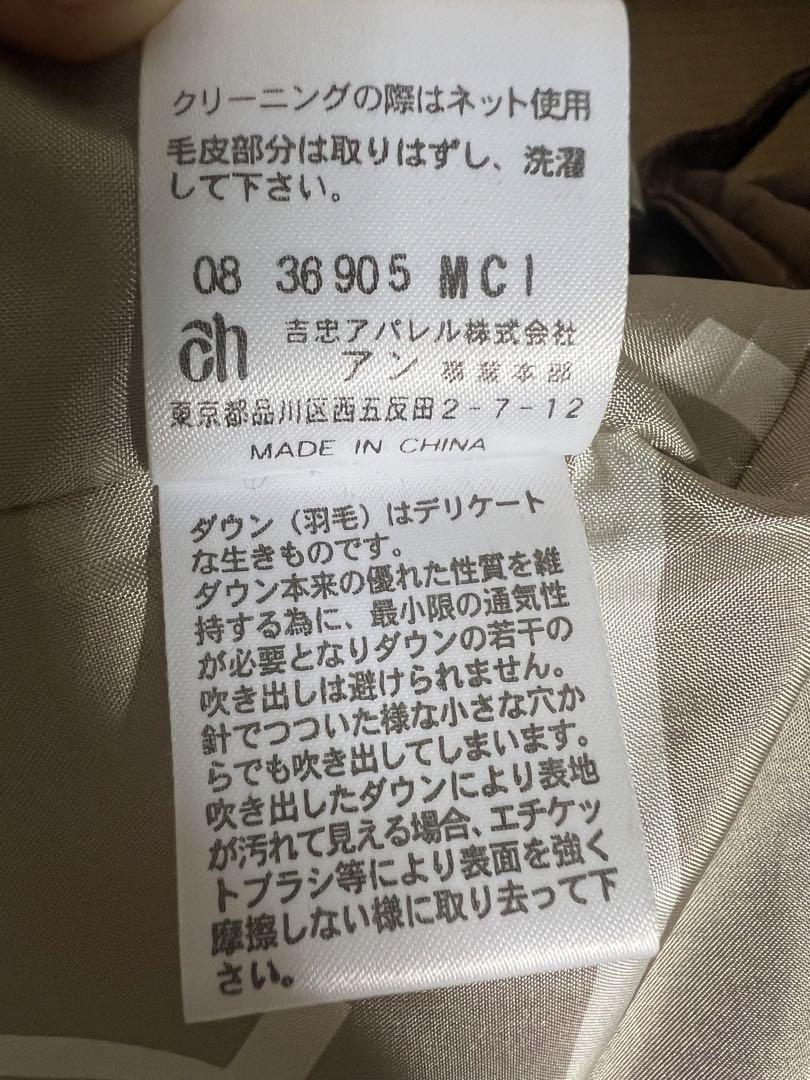 クリーニングの際はネット使用
毛皮部分は取りはずし、洗濯
して下さい。
08 36905 MCI
ah 吉忠アパレル株式会社
アン 本部
東京都品川区西五反田2-7-12
MADE IN CHINA
ダウン(羽毛)はデリケート
な生きものです。
ダウン本来の優れた性質を維
持する為に、最小限の通気性
が必要となりダウンの若干の
吹き出しは避けられません。
針でつついた様な小さな穴か
らでも吹き出してしまいます。
吹き出したダウンにより表地
が汚れて見える場合、エチケッ
トブラシ等により表面を強く
摩擦しない様に取り去って下
さい。